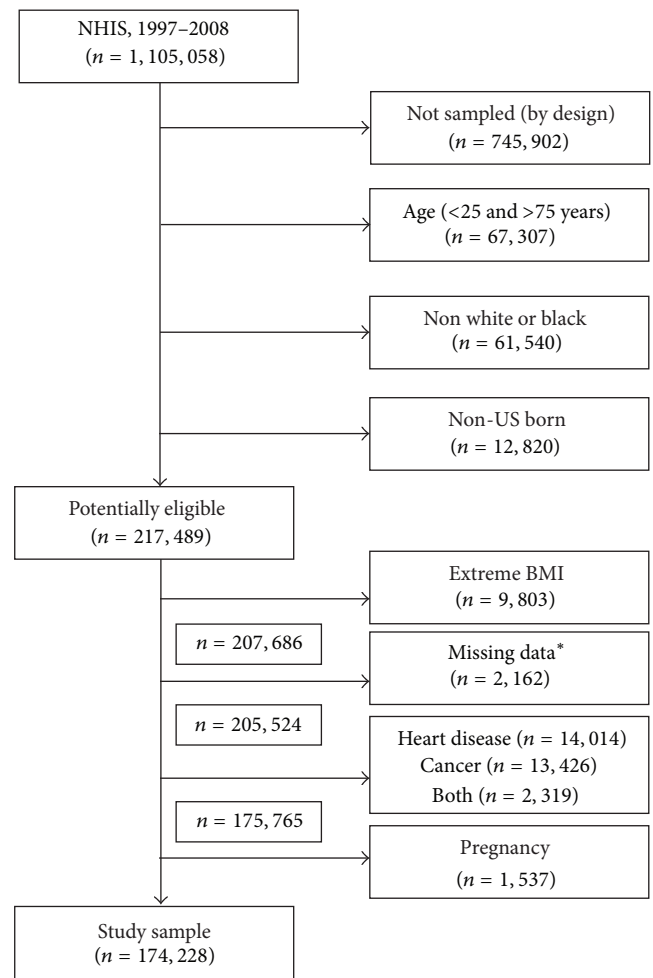 NHIS, 1997–2008
(n = 1, 105, 058)
Not sampled (by design)
(n = 745, 902)
Age (<25 and >75 years)
(n = 67, 307)
Non white or black
(n = 61, 540)
Non-US born
(n = 12, 820)
Potentially eligible
(n = 217, 489)
Extreme BMI
(n = 9, 803)
n = 207, 686
Missing data*
(n = 2, 162)
n = 205, 524
Heart disease (n = 14, 014)
Cancer (n = 13, 426)
Both (n = 2, 319)
n = 175, 765
Pregnancy
(n = 1, 537)
Study sample
(n = 174, 228)